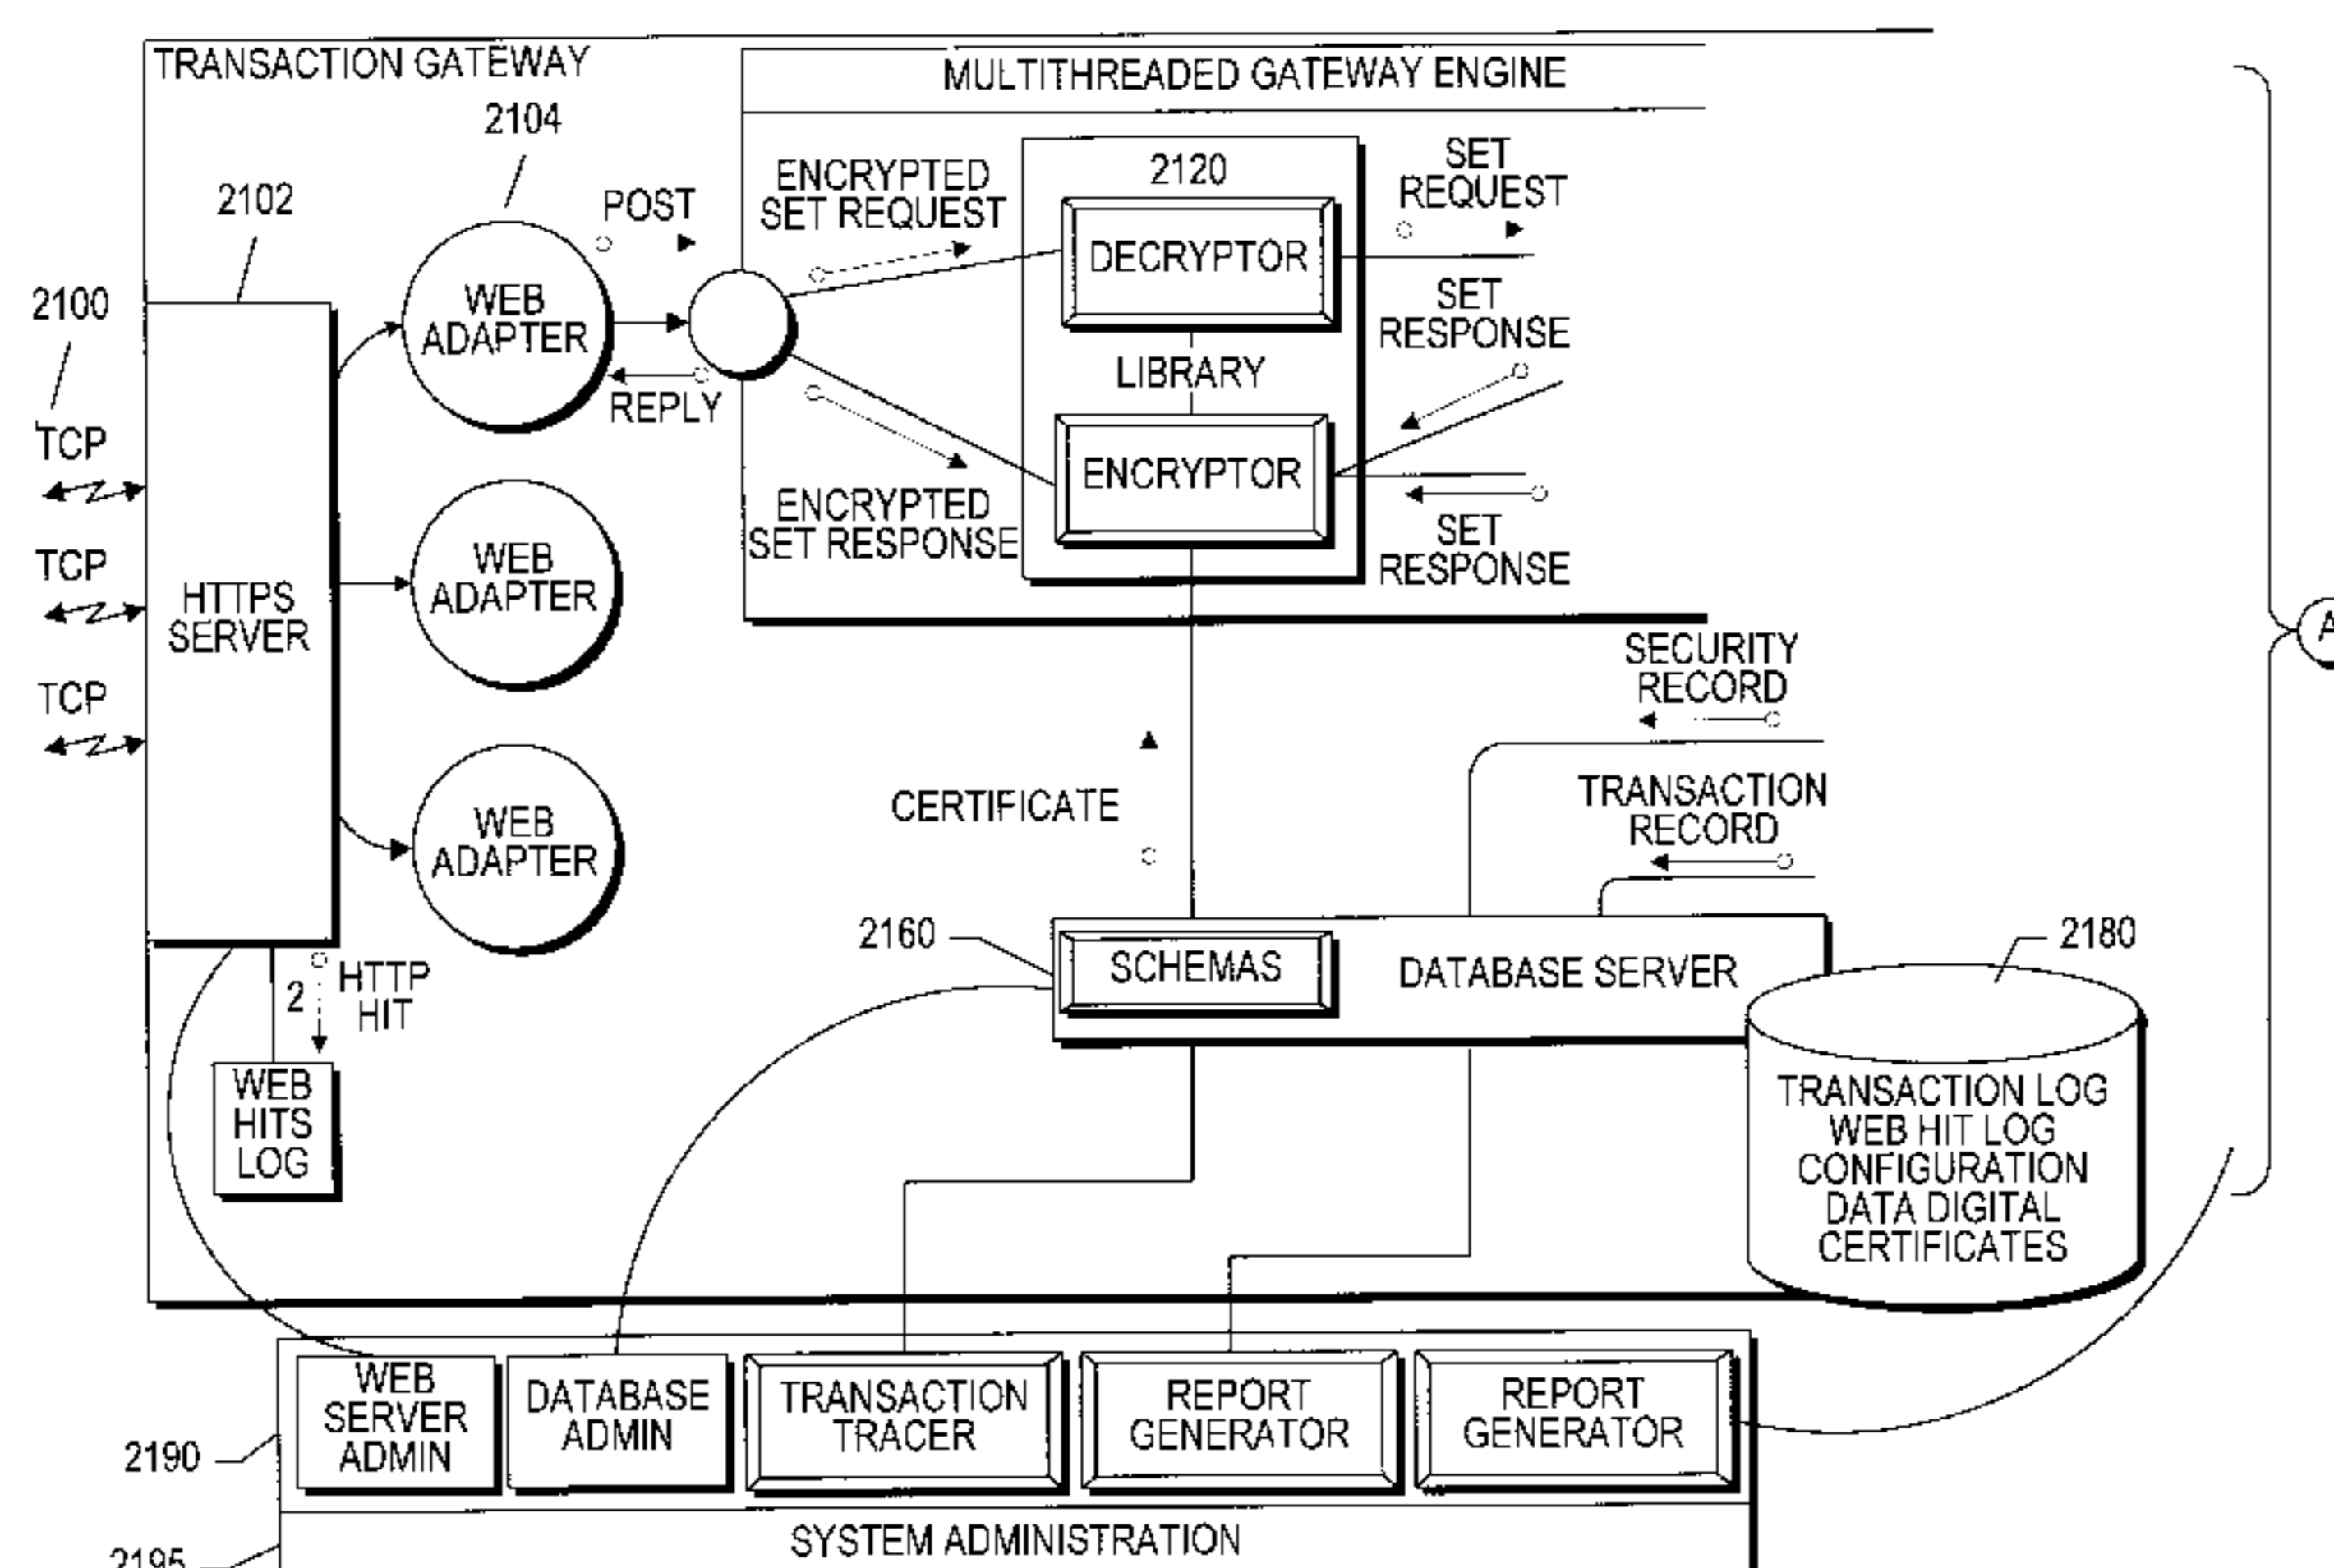 TRANSACTION GATEWAY
MULTITHREADED GATEWAY ENGINE
2104
2102
2100
POST
ENCRYPTED
SET REQUEST
2120
SET
REQUEST
DECRYPTOR
WEB
ADAPTER
SET
RESPONSE
LIBRARY
REPLY
TCP
ENCRYPTOR
ENCRYPTED
SET RESPONSE
SET
RESPONSE
TCP
WEB
ADAPTER
HTTPS
SERVER
A
SECURITY
RECORD
TCP
CERTIFICATE
TRANSACTION
RECORD
WEB
ADAPTER
2160
SCHEMAS
DATABASE SERVER
2180
2
HTTP
HIT
WEB
HITS
LOG
TRANSACTION LOG
WEB HIT LOG
CONFIGURATION
DATA DIGITAL
CERTIFICATES
WEB
SERVER
ADMIN
DATABASE
ADMIN
TRANSACTION
TRACER
REPORT
GENERATOR
REPORT
GENERATOR
2190
SYSTEM ADMINISTRATION
2195